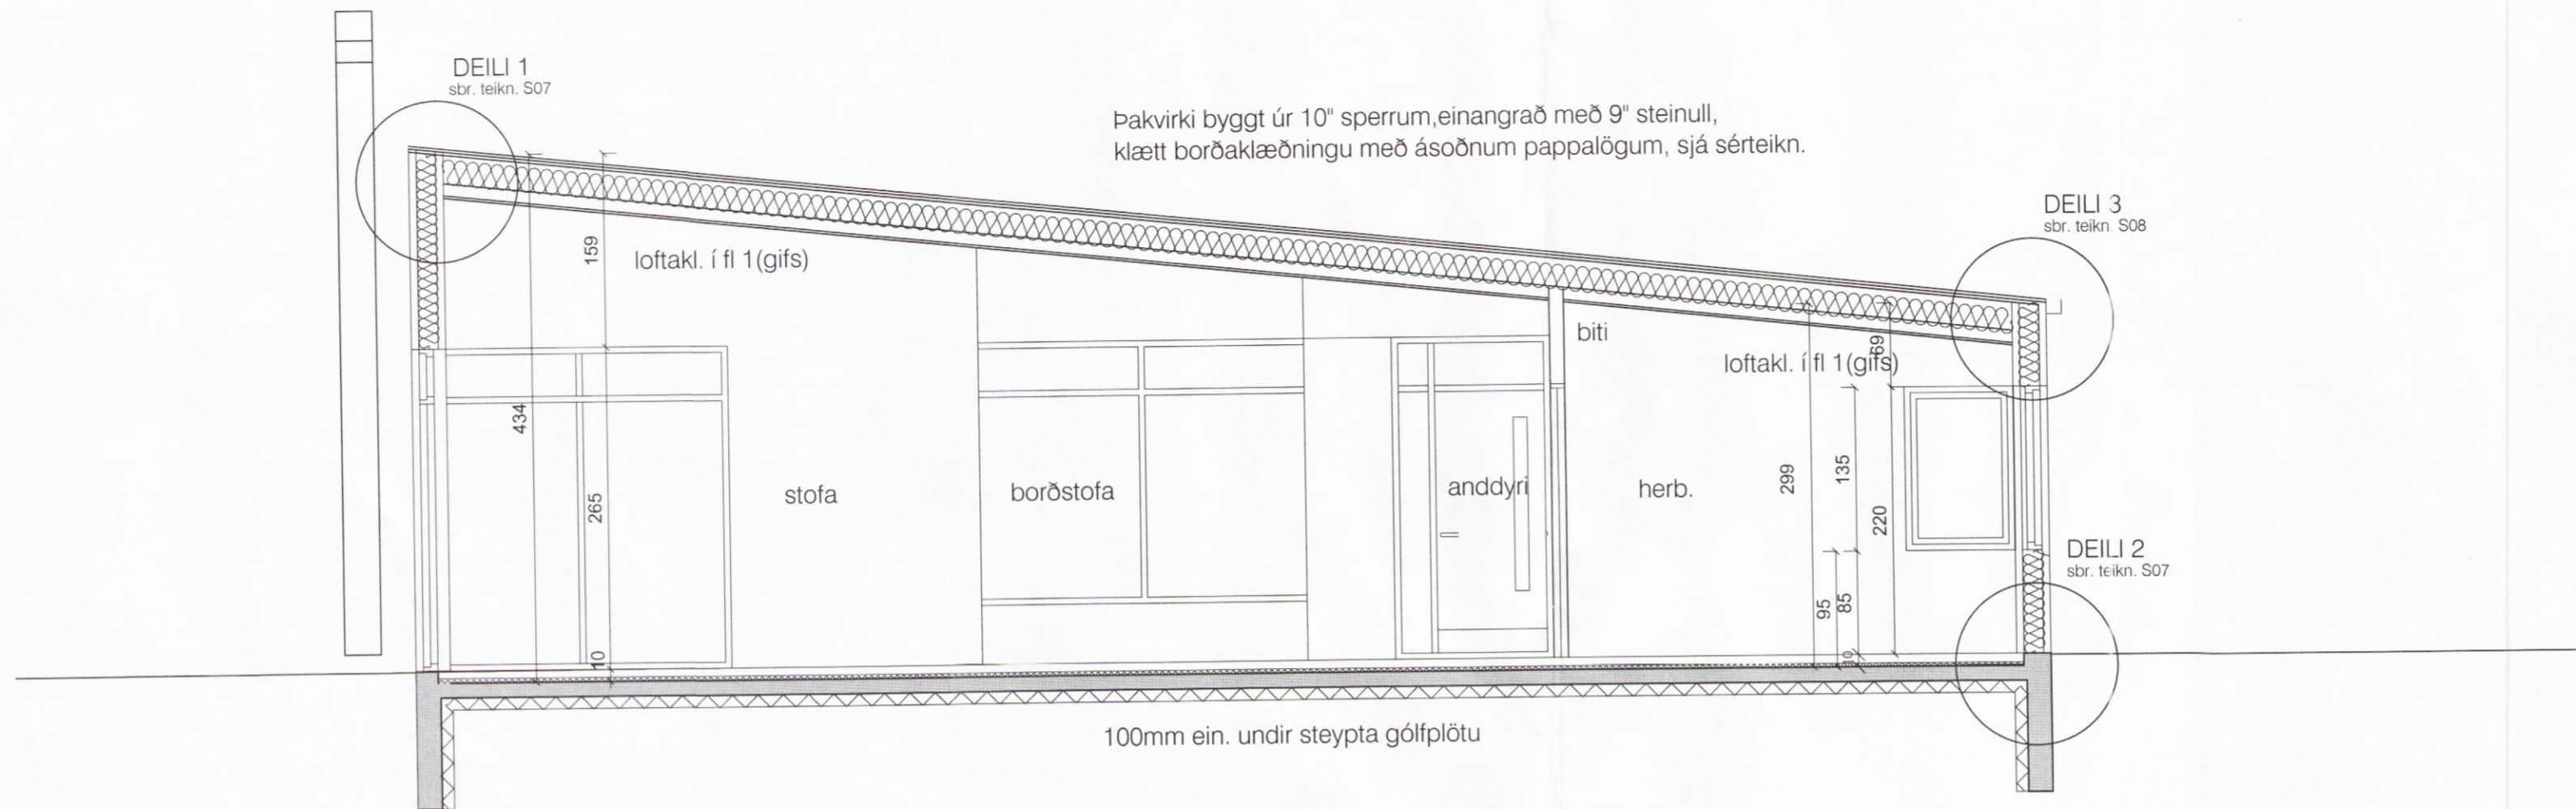 DEILI 1
sbr. teikn. S07
Þakvirki byggt úr 10" sperrum,einangrað með 9" steinull,
klætt borðaklæðningu með ásoðnum pappalögum, sjá sérteikn.
DEILI 3
sbr. teikn. S08
159
loftakl. í fl 1(gifs)
biti
69
loftakl. í fl 1(gifs)
434
265
stofa
borðstofa
anddyri
herb.
299
135
220
DEILI 2
sbr. teikn. S07
95
85
10
10
100mm ein. undir steypta gólfplötu